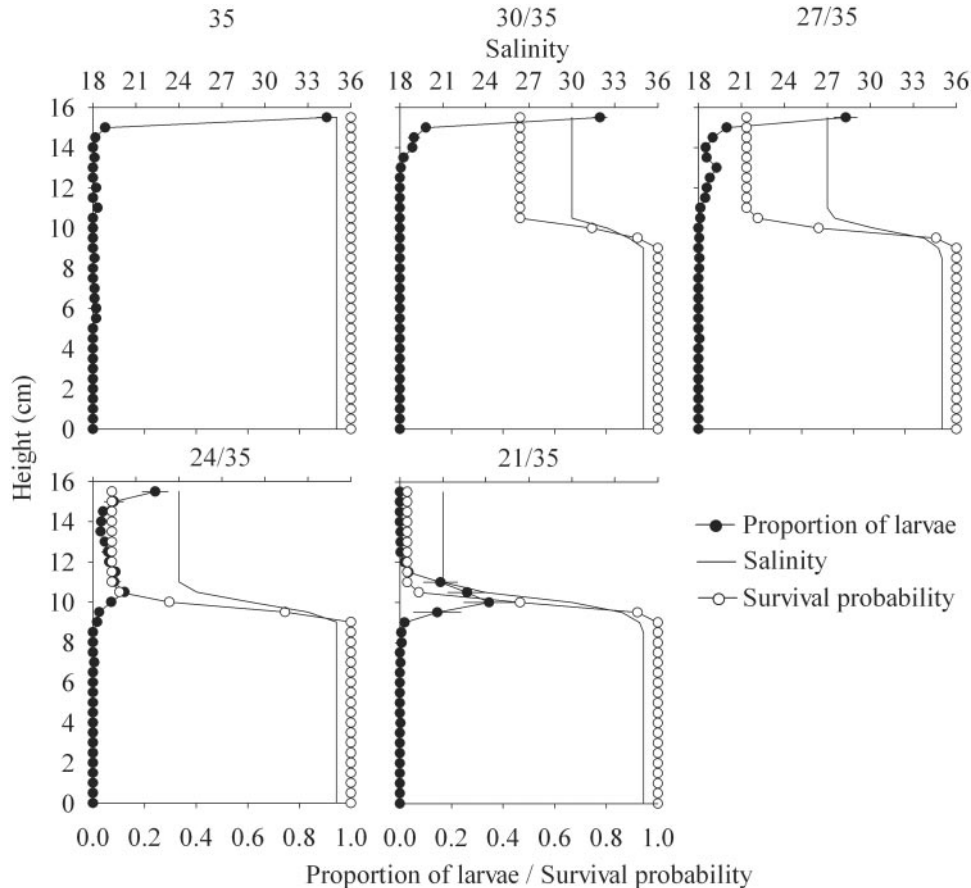 35 30/35 27/35
Salinity
18 21 24 27 30 33 36 18 21 24 27 30 33 36 18 21 24 27 30 33 36
16
14
12
10
8
6
4
2
0
Height (cm)
24/35 21/35
16
14
12
10
8
6
4
2
0
Proportion of larvae
Salinity
Survival probability
0.0 0.2 0.4 0.6 0.8 1.0 0.0 0.2 0.4 0.6 0.8 1.0
Proportion of larvae / Survival probability